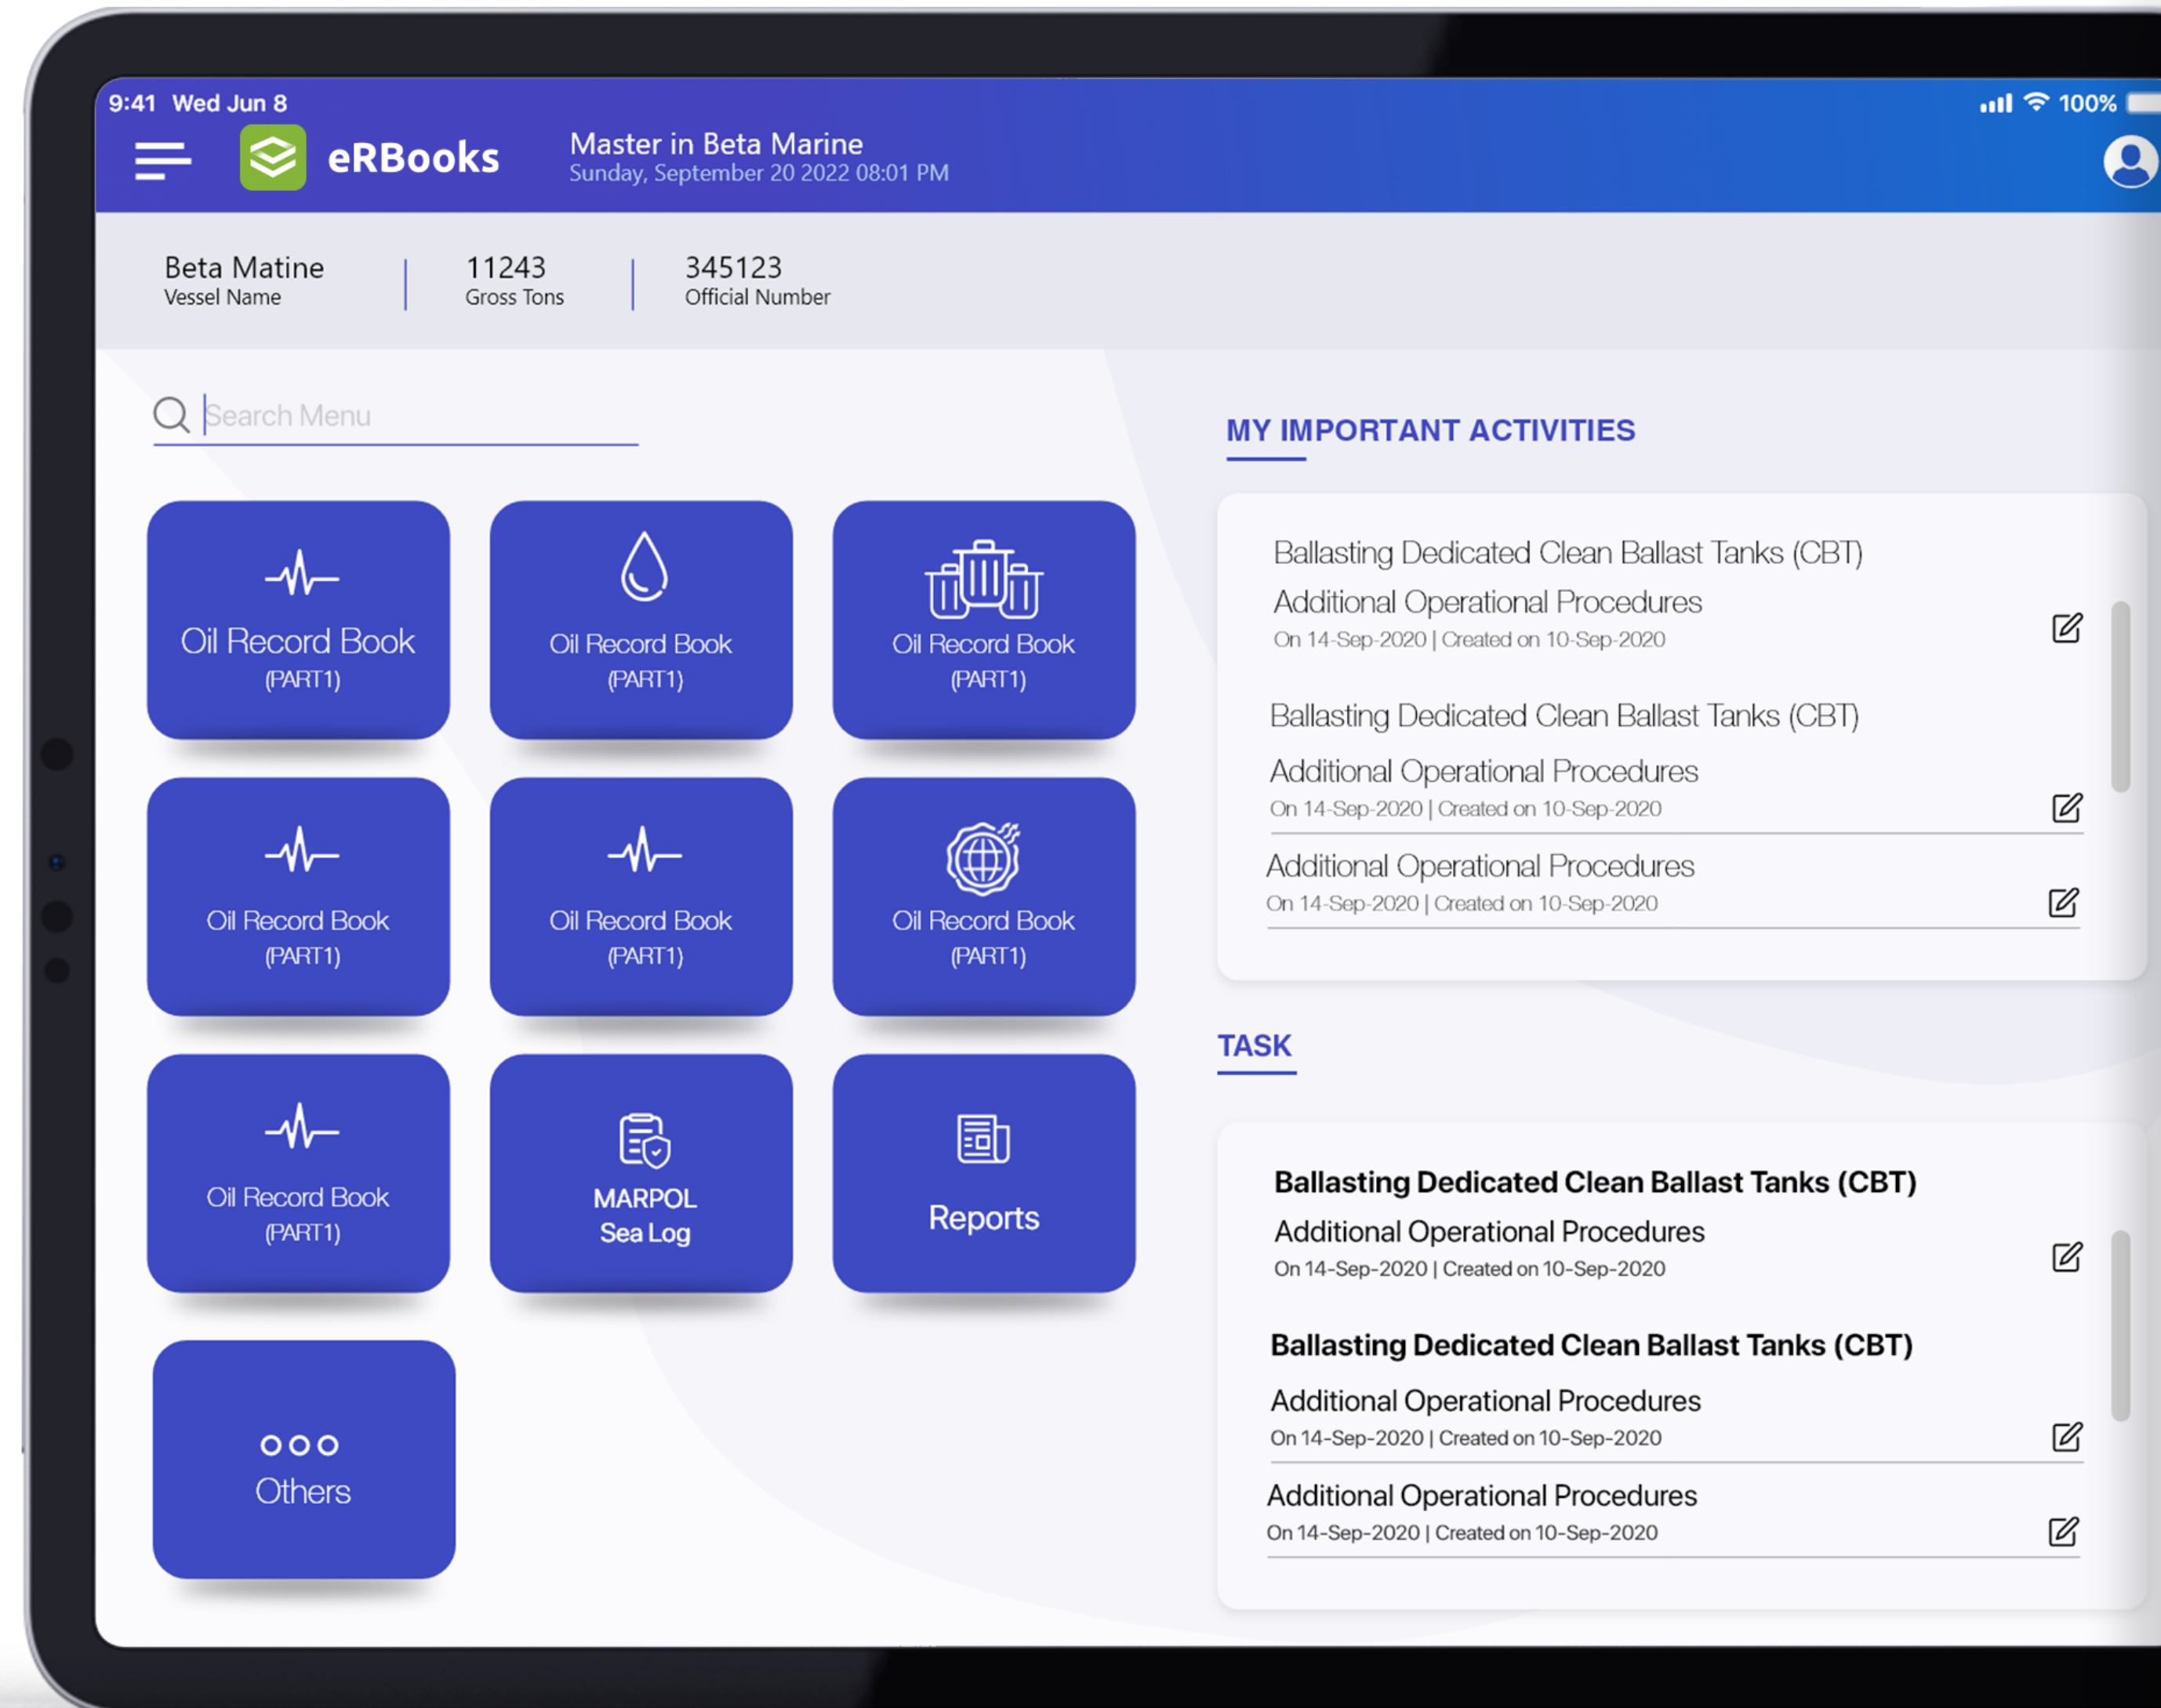 9:41 Wed Jun 8
100%
eRBooks
Master in Beta Marine
Sunday, September 20 2022 08:01 PM
Beta Matine
Vessel Name
11243
Gross Tons
345123
Official Number
Search Menu
Oil Record Book
(PART1)
Oil Record Book
(PART1)
Oil Record Book
(PART1)
Oil Record Book
(PART1)
Oil Record Book
(PART1)
Oil Record Book
(PART1)
Oil Record Book
(PART1)
MARPOL
Sea Log
Reports
Others
MY IMPORTANT ACTIVITIES
Ballasting Dedicated Clean Ballast Tanks (CBT)
Additional Operational Procedures
On 14-Sep-2020 | Created on 10-Sep-2020
Ballasting Dedicated Clean Ballast Tanks (CBT)
Additional Operational Procedures
On 14-Sep-2020 | Created on 10-Sep-2020
Additional Operational Procedures
On 14-Sep-2020 | Created on 10-Sep-2020
TASK
Ballasting Dedicated Clean Ballast Tanks (CBT)
Additional Operational Procedures
On 14-Sep-2020 | Created on 10-Sep-2020
Ballasting Dedicated Clean Ballast Tanks (CBT)
Additional Operational Procedures
On 14-Sep-2020 | Created on 10-Sep-2020
Additional Operational Procedures
On 14-Sep-2020 | Created on 10-Sep-2020